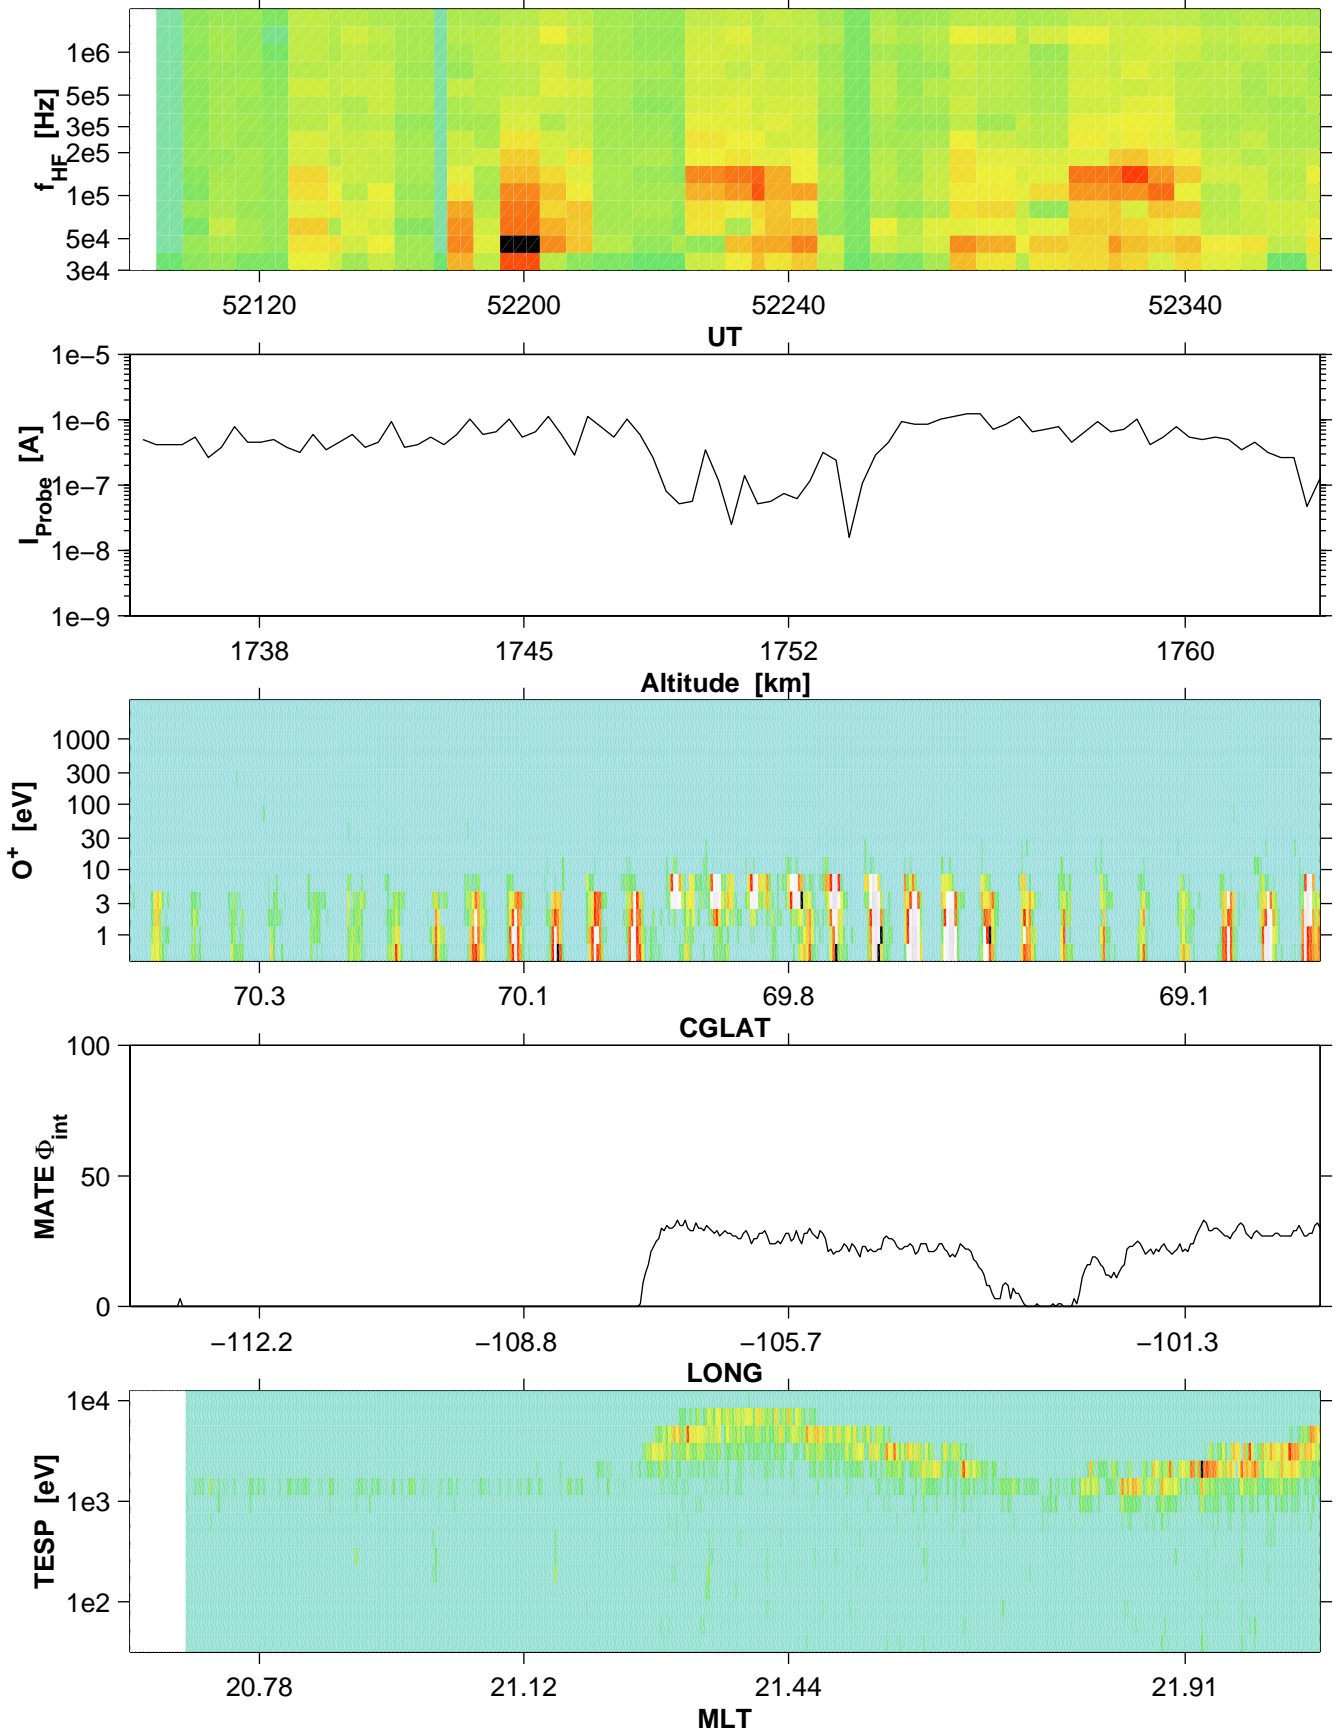 1e6
5e5
3e5
2e5
1e5
5e4
3e4
f_HF [Hz]
52120 52200 52240 52340
UT
1e−5
1e−6
1e−7
1e−8
1e−9
I_Probe [A]
1738 1745 1752 1760
Altitude [km]
1000
300
100
30
10
3
1
O⁺ [eV]
70.3 70.1 69.8 69.1
CGLAT
100
50
0
MATE Φ_int
−112.2 −108.8 −105.7 −101.3
LONG
1e4
1e3
1e2
TESP [eV]
20.78 21.12 21.44 21.91
MLT